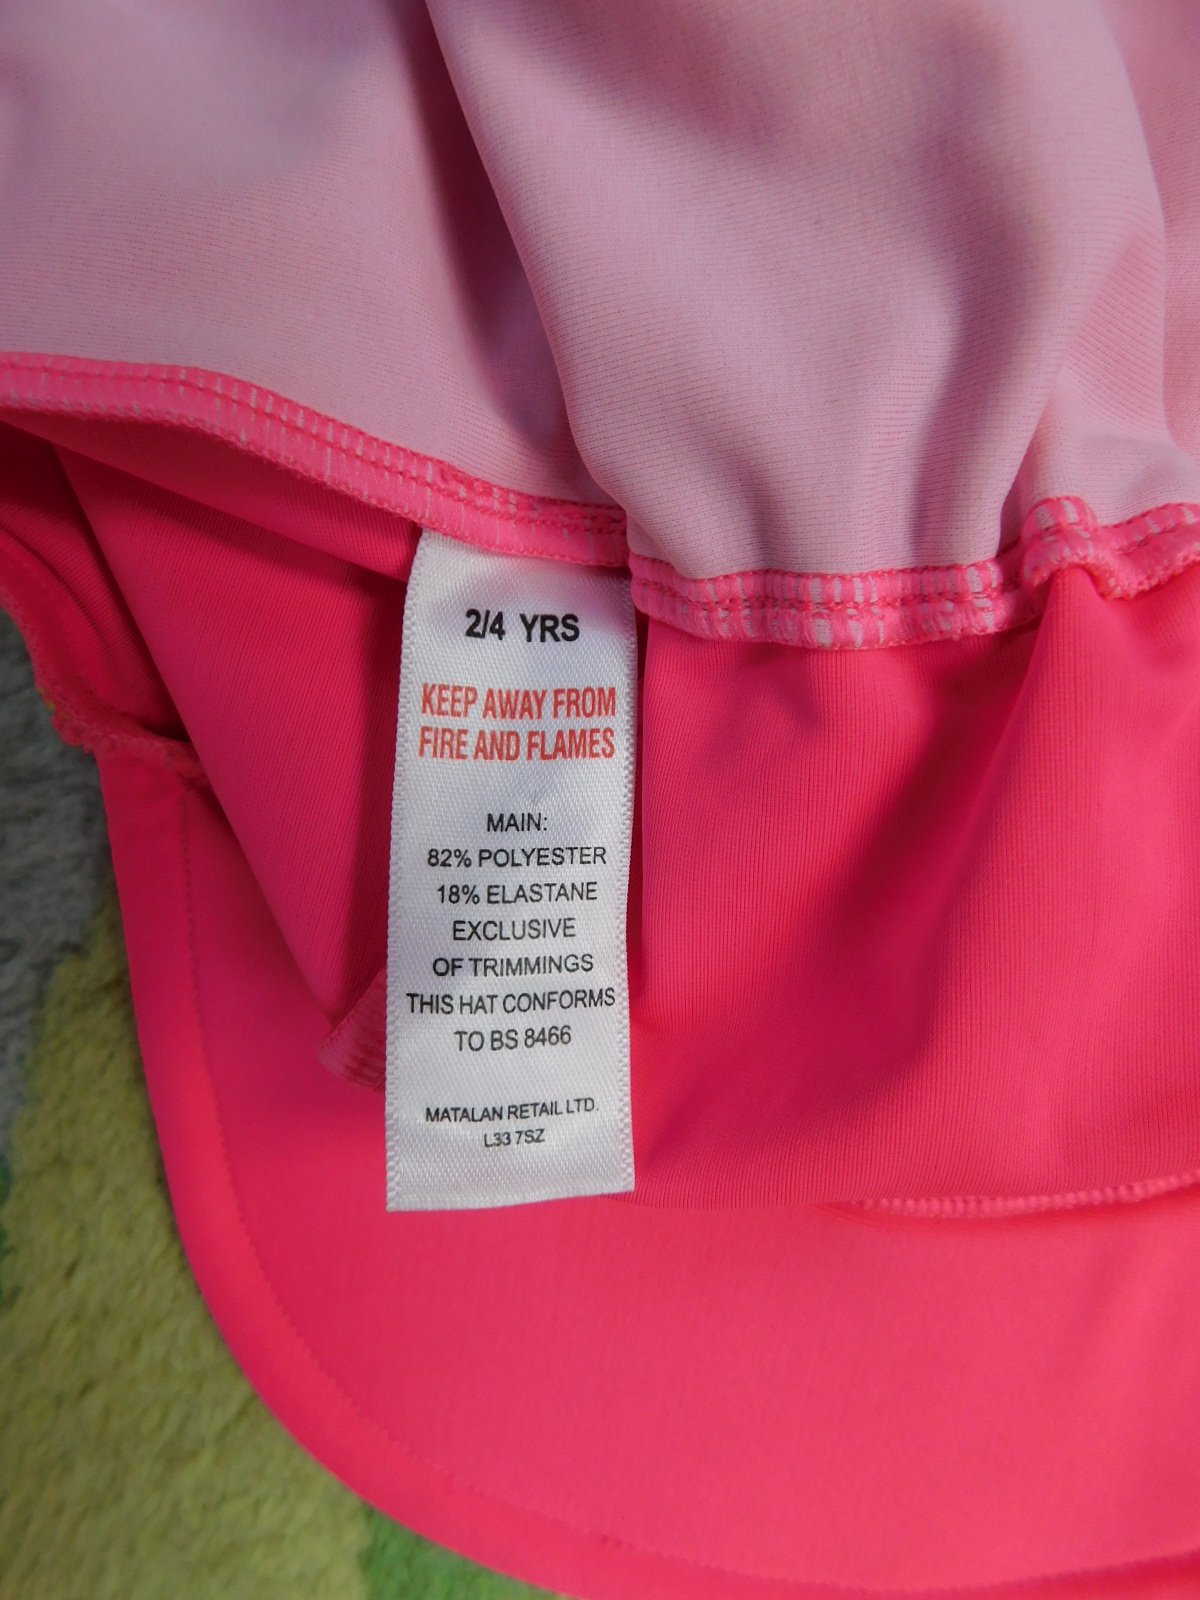 2/4 YRS
KEEP AWAY FROM
FIRE AND FLAMES
MAIN:
82% POLYESTER
18% ELASTANE
EXCLUSIVE
OF TRIMMINGS
THIS HAT CONFORMS
TO BS 8466
MATALAN RETAIL LTD.
L33 7SZ